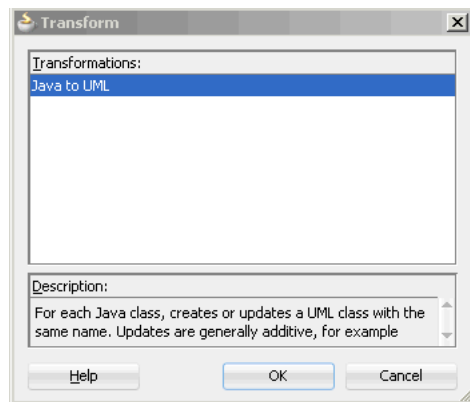 Transform
Transformations:
Java to UML
Description:
For each Java class, creates or updates a UML class with the
same name. Updates are generally additive, for example
Help
OK
Cancel